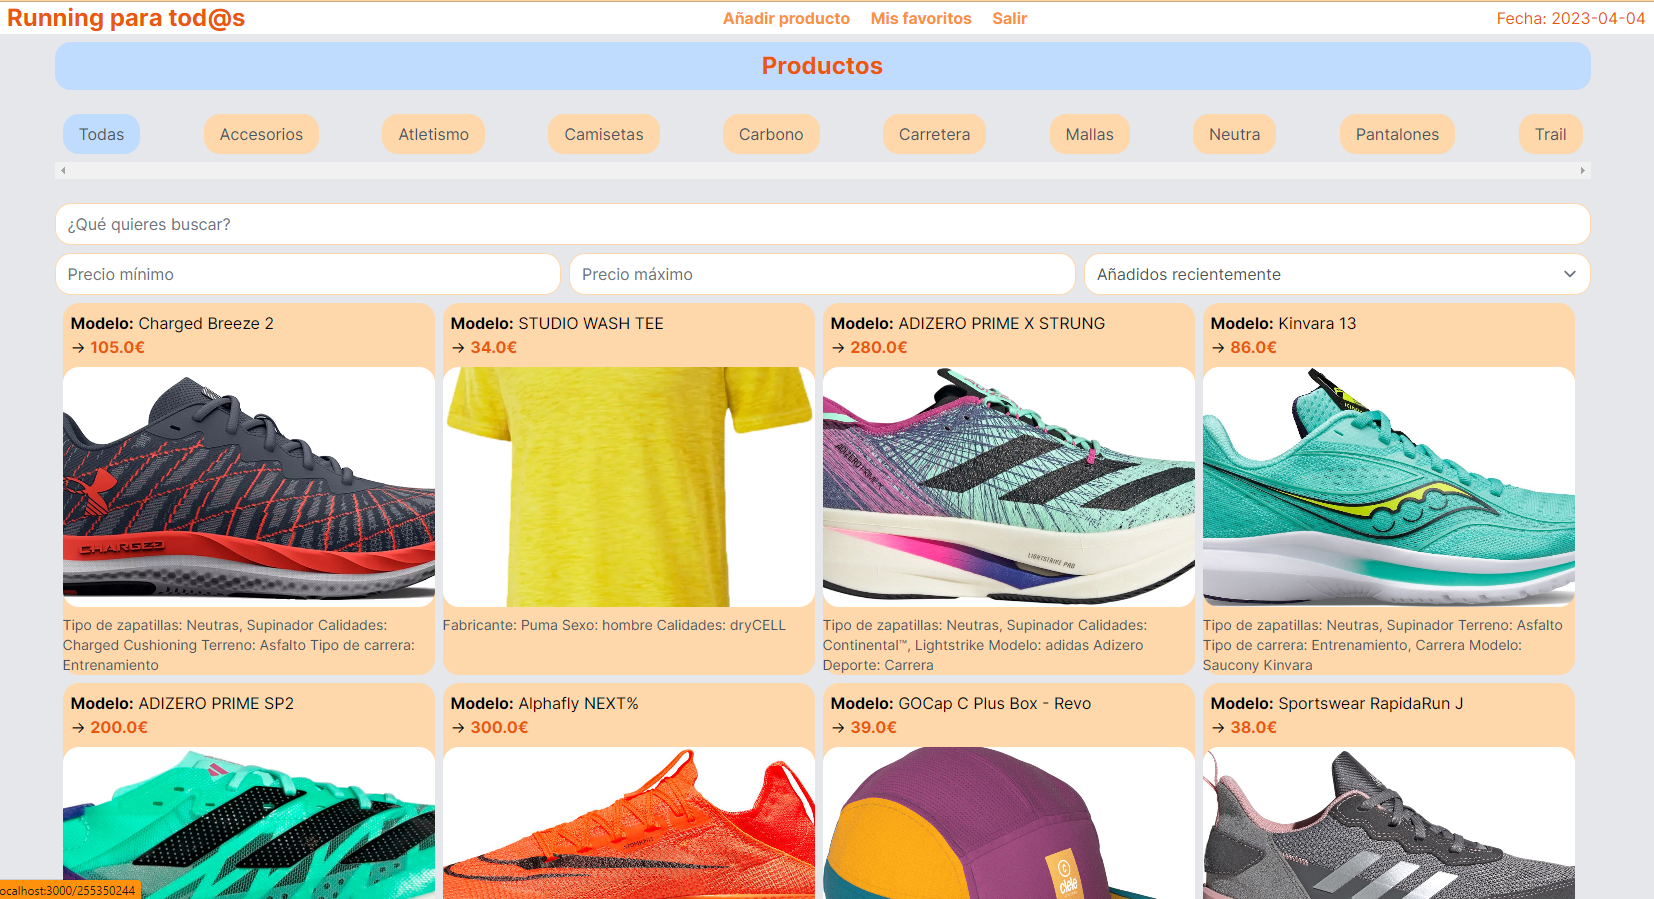 Running para tod@s
Añadir producto Mis favoritos Salir
Fecha: 2023-04-04
Productos
Todas Accesorios Atletismo Camisetas Carbono Carretera Mallas Neutra Pantalones Trail
¿Qué quieres buscar?
Precio mínimo
Precio máximo
Añadidos recientemente
Modelo: Charged Breeze 2
→ 105.0€
CHARGED
Tipo de zapatillas: Neutras, Supinador Calidades:
Charged Cushioning Terreno: Asfalto Tipo de carrera:
Entrenamiento
Modelo: STUDIO WASH TEE
→ 34.0€
Fabricante: Puma Sexo: hombre Calidades: dryCELL
Modelo: ADIZERO PRIME X STRUNG
→ 280.0€
ADIZERO PRIME X
LIGHTSTRIKE PRO
Tipo de zapatillas: Neutras, Supinador Calidades:
Continental™, Lightstrike Modelo: adidas Adizero
Deporte: Carrera
Modelo: Kinvara 13
→ 86.0€
Tipo de zapatillas: Neutras, Supinador Terreno: Asfalto
Tipo de carrera: Entrenamiento, Carrera Modelo:
Saucony Kinvara
Modelo: ADIZERO PRIME SP2
→ 200.0€
Modelo: Alphafly NEXT%
→ 300.0€
Modelo: GOCap C Plus Box - Revo
→ 39.0€
ciele
Modelo: Sportswear RapidaRun J
→ 38.0€
ocalhost:3000/255350244